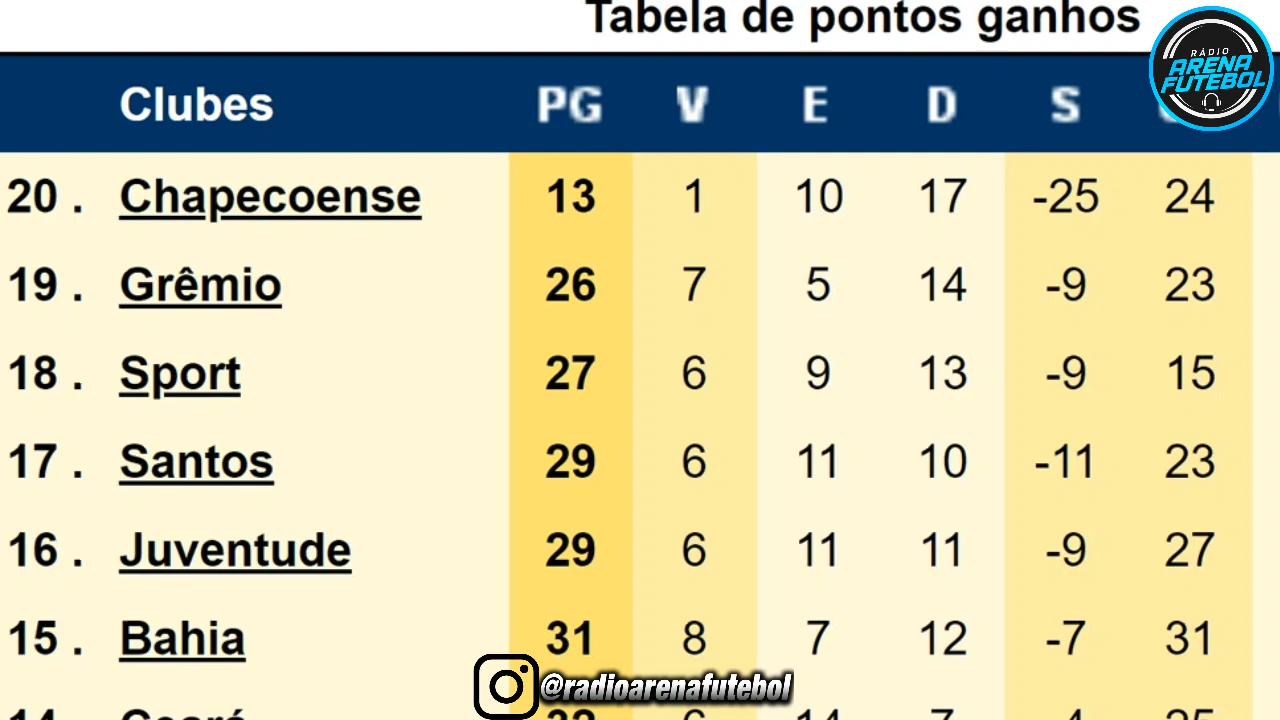 Tabela de pontos ganhos
RÁDIO
ARENA
FUTEBOL
Clubes PG V E D S
20 . Chapecoense 13 1 10 17 -25 24
19 . Grêmio 26 7 5 14 -9 23
18 . Sport 27 6 9 13 -9 15
17 . Santos 29 6 11 10 -11 23
16 . Juventude 29 6 11 11 -9 27
15 . Bahia 31 8 7 12 -7 31
@radioarenafutebol